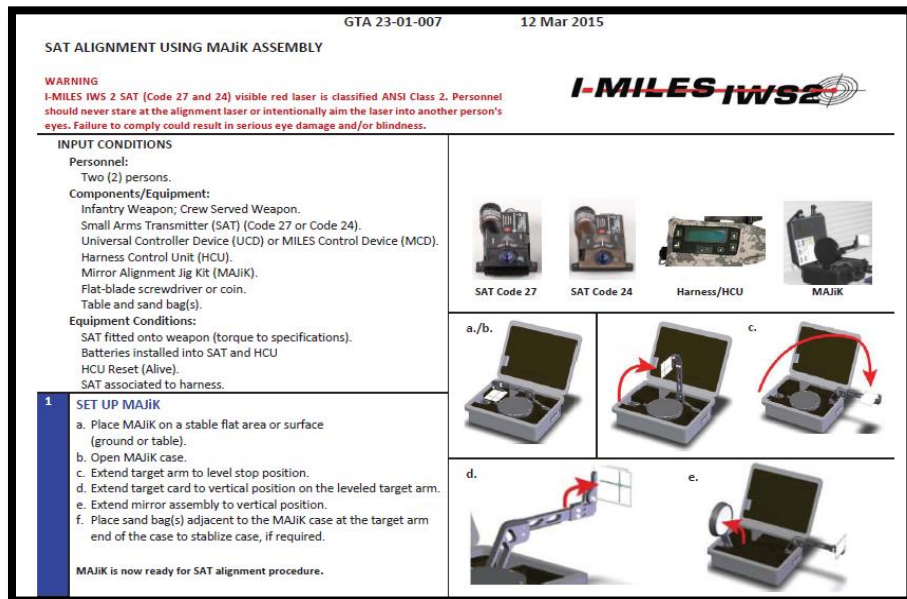 GTA 23-01-007 12 Mar 2015
SAT ALIGNMENT USING MAJiK ASSEMBLY
WARNING
I-MILES IWS 2 SAT (Code 27 and 24) visible red laser is classified ANSI Class 2. Personnel
should never stare at the alignment laser or intentionally aim the laser into another person's
eyes. Failure to comply could result in serious eye damage and/or blindness.
I-MILES IWS2
INPUT CONDITIONS
Personnel:
Two (2) persons.
Components/Equipment:
Infantry Weapon; Crew Served Weapon.
Small Arms Transmitter (SAT) (Code 27 or Code 24).
Universal Controller Device (UCD) or MILES Control Device (MCD).
Harness Control Unit (HCU).
Mirror Alignment Jig Kit (MAJiK).
Flat-blade screwdriver or coin.
Table and sand bag(s).
Equipment Conditions:
SAT fitted onto weapon (torque to specifications).
Batteries installed into SAT and HCU
HCU Reset (Alive).
SAT associated to harness.
SAT Code 27 SAT Code 24 Harness/HCU MAJiK
1 SET UP MAJiK
a. Place MAJiK on a stable flat area or surface
(ground or table).
b. Open MAJiK case.
c. Extend target arm to level stop position.
d. Extend target card to vertical position on the leveled target arm.
e. Extend mirror assembly to vertical position.
f. Place sand bag(s) adjacent to the MAJiK case at the target arm
end of the case to stablize case, if required.
MAJiK is now ready for SAT alignment procedure.
a./b. c.
d. e.